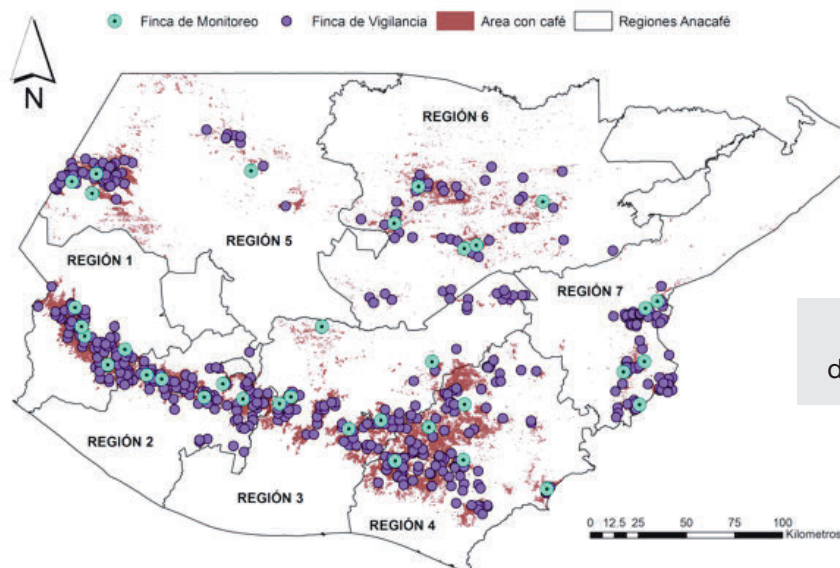 Finca de Monitoreo Finca de Vigilancia Area con café Regiones Anacafé
N
REGIÓN 6
REGIÓN 5
REGIÓN 1
REGIÓN 7
d
REGIÓN 2
REGIÓN 3
REGIÓN 4
0 12.5 25 50 75 100
Kilometros